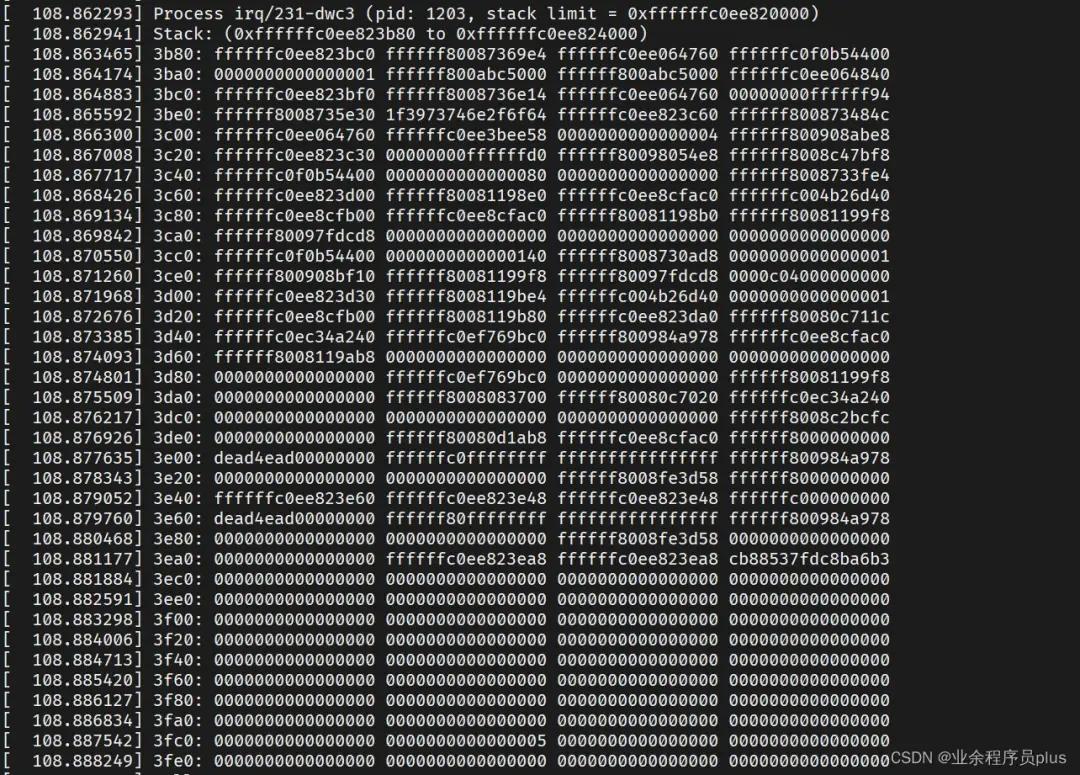 [  108.862293] Process irq/231-dwc3 (pid: 1203, stack limit = 0xffffffc0ee820000)
[  108.862941] Stack: (0xffffffc0ee823b80 to 0xffffffc0ee824000)
[  108.863465] 3b80: ffffffc0ee823bc0 ffffff80087369e4 ffffffc0ee064760 ffffffc0f0b54400
[  108.864174] 3ba0: 0000000000000001 ffffff800abc5000 ffffff800abc5000 ffffffc0ee064840
[  108.864883] 3bc0: ffffffc0ee823bf0 ffffff8008736e14 ffffffc0ee064760 00000000ffffff94
[  108.865592] 3be0: ffffff8008735e30 1f3973746e2f6f64 ffffffc0ee823c60 ffffff800873484c
[  108.866300] 3c00: ffffffc0ee064760 ffffffc0ee3bee58 0000000000000004 ffffff800908abe8
[  108.867008] 3c20: ffffffc0ee823c30 00000000ffffffd0 ffffff80098054e8 ffffff8008c47bf8
[  108.867717] 3c40: ffffffc0f0b54400 0000000000000080 0000000000000000 ffffff8008733fe4
[  108.868426] 3c60: ffffffc0ee823d00 ffffff80081198e0 ffffffc0ee8cfac0 ffffffc004b26d40
[  108.869134] 3c80: ffffffc0ee8cfb00 ffffffc0ee8cfac0 ffffff80081198b0 ffffff80081199f8
[  108.869842] 3ca0: ffffff80097fdcd8 0000000000000000 0000000000000000 0000000000000000
[  108.870550] 3cc0: ffffffc0f0b54400 0000000000000140 ffffff8008730ad8 0000000000000001
[  108.871260] 3ce0: ffffff800908bf10 ffffff80081199f8 ffffff80097fdcd8 0000c04000000000
[  108.871968] 3d00: ffffffc0ee823d30 ffffff8008119be4 ffffffc004b26d40 0000000000000001
[  108.872676] 3d20: ffffffc0ee8cfb00 ffffff8008119b80 ffffffc0ee823da0 ffffff80080c711c
[  108.873385] 3d40: ffffffc0ec34a240 ffffffc0ef769bc0 ffffff800984a978 ffffffc0ee8cfac0
[  108.874093] 3d60: ffffff8008119ab8 0000000000000000 0000000000000000 0000000000000000
[  108.874801] 3d80: 0000000000000000 ffffffc0ef769bc0 0000000000000000 ffffff80081199f8
[  108.875509] 3da0: 0000000000000000 ffffff8008083700 ffffff80080c7020 ffffffc0ec34a240
[  108.876217] 3dc0: 0000000000000000 0000000000000000 0000000000000000 ffffff8008c2bcfc
[  108.876926] 3de0: 0000000000000000 ffffff80080d1ab8 ffffffc0ee8cfac0 ffffff8000000000
[  108.877635] 3e00: dead4ead00000000 ffffffc0ffffffff ffffffffffffffff ffffff800984a978
[  108.878343] 3e20: 0000000000000000 0000000000000000 ffffff8008fe3d58 ffffff8000000000
[  108.879052] 3e40: ffffffc0ee823e60 ffffffc0ee823e48 ffffffc0ee823e48 ffffffc000000000
[  108.879760] 3e60: dead4ead00000000 ffffff80ffffffff ffffffffffffffff ffffff800984a978
[  108.880468] 3e80: 0000000000000000 0000000000000000 ffffff8008fe3d58 0000000000000000
[  108.881177] 3ea0: 0000000000000000 ffffffc0ee823ea8 ffffffc0ee823ea8 cb88537fdc8ba6b3
[  108.881884] 3ec0: 0000000000000000 0000000000000000 0000000000000000 0000000000000000
[  108.882591] 3ee0: 0000000000000000 0000000000000000 0000000000000000 0000000000000000
[  108.883298] 3f00: 0000000000000000 0000000000000000 0000000000000000 0000000000000000
[  108.884006] 3f20: 0000000000000000 0000000000000000 0000000000000000 0000000000000000
[  108.884713] 3f40: 0000000000000000 0000000000000000 0000000000000000 0000000000000000
[  108.885420] 3f60: 0000000000000000 0000000000000000 0000000000000000 0000000000000000
[  108.886127] 3f80: 0000000000000000 0000000000000000 0000000000000000 0000000000000000
[  108.886834] 3fa0: 0000000000000000 0000000000000000 0000000000000000 0000000000000000
[  108.887542] 3fc0: 0000000000000000 0000000000000005 0000000000000000 0000000000000000
[  108.888249] 3fe0: 0000000000000000 0000000000000000 0000000000000000 0000000000000000
CSDN @业余程序员plus